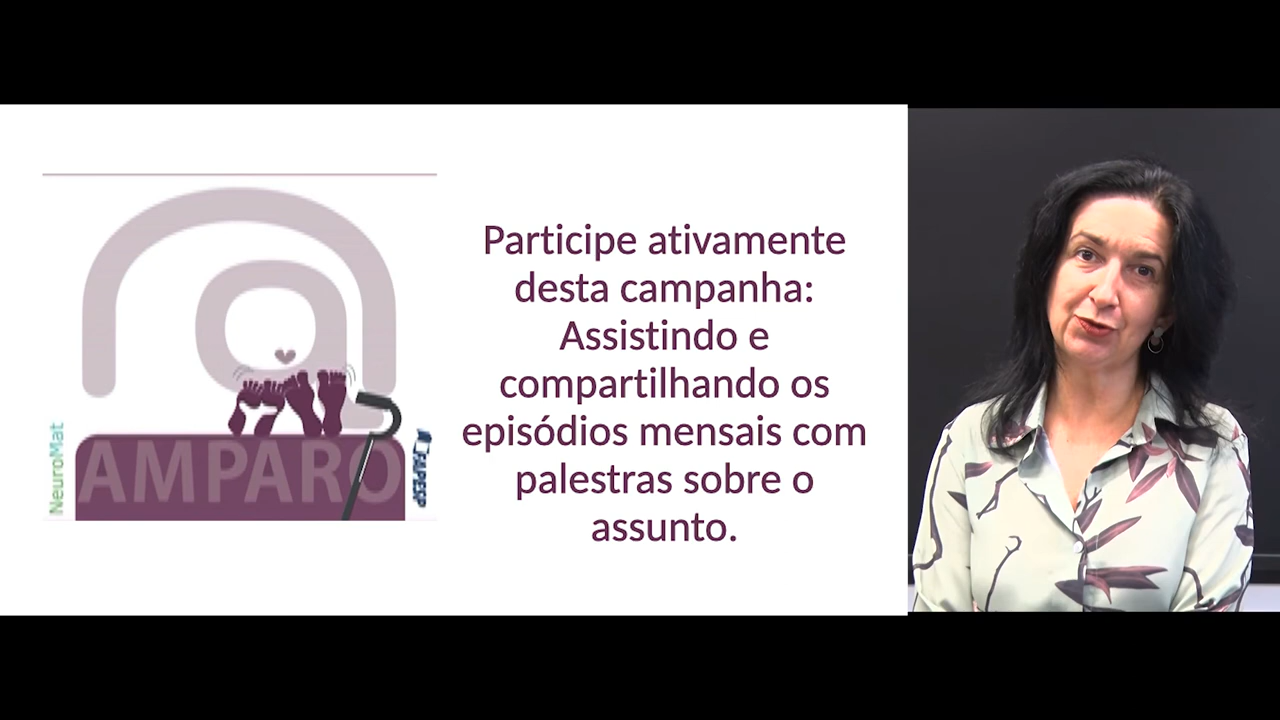 Participe ativamente
desta campanha:
Assistindo e
compartilhando os
episódios mensais com
palestras sobre o
assunto.
AMPARO
NeuroMat
FAPESP